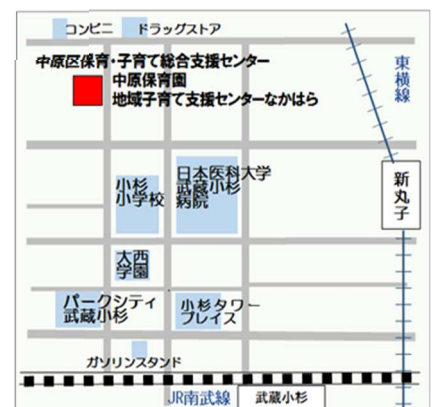 コンビニ ドラッグストア
中原区保育・子育て総合支援センター
中原保育園
地域子育て支援センターなかはら
東横線
新丸子
日本医科大学
武蔵小杉
病院
小杉
小学校
大西
学園
パークシティ
武蔵小杉
小杉タワー
プレイス
ガソリンスタンド
JR南武線
武蔵小杉